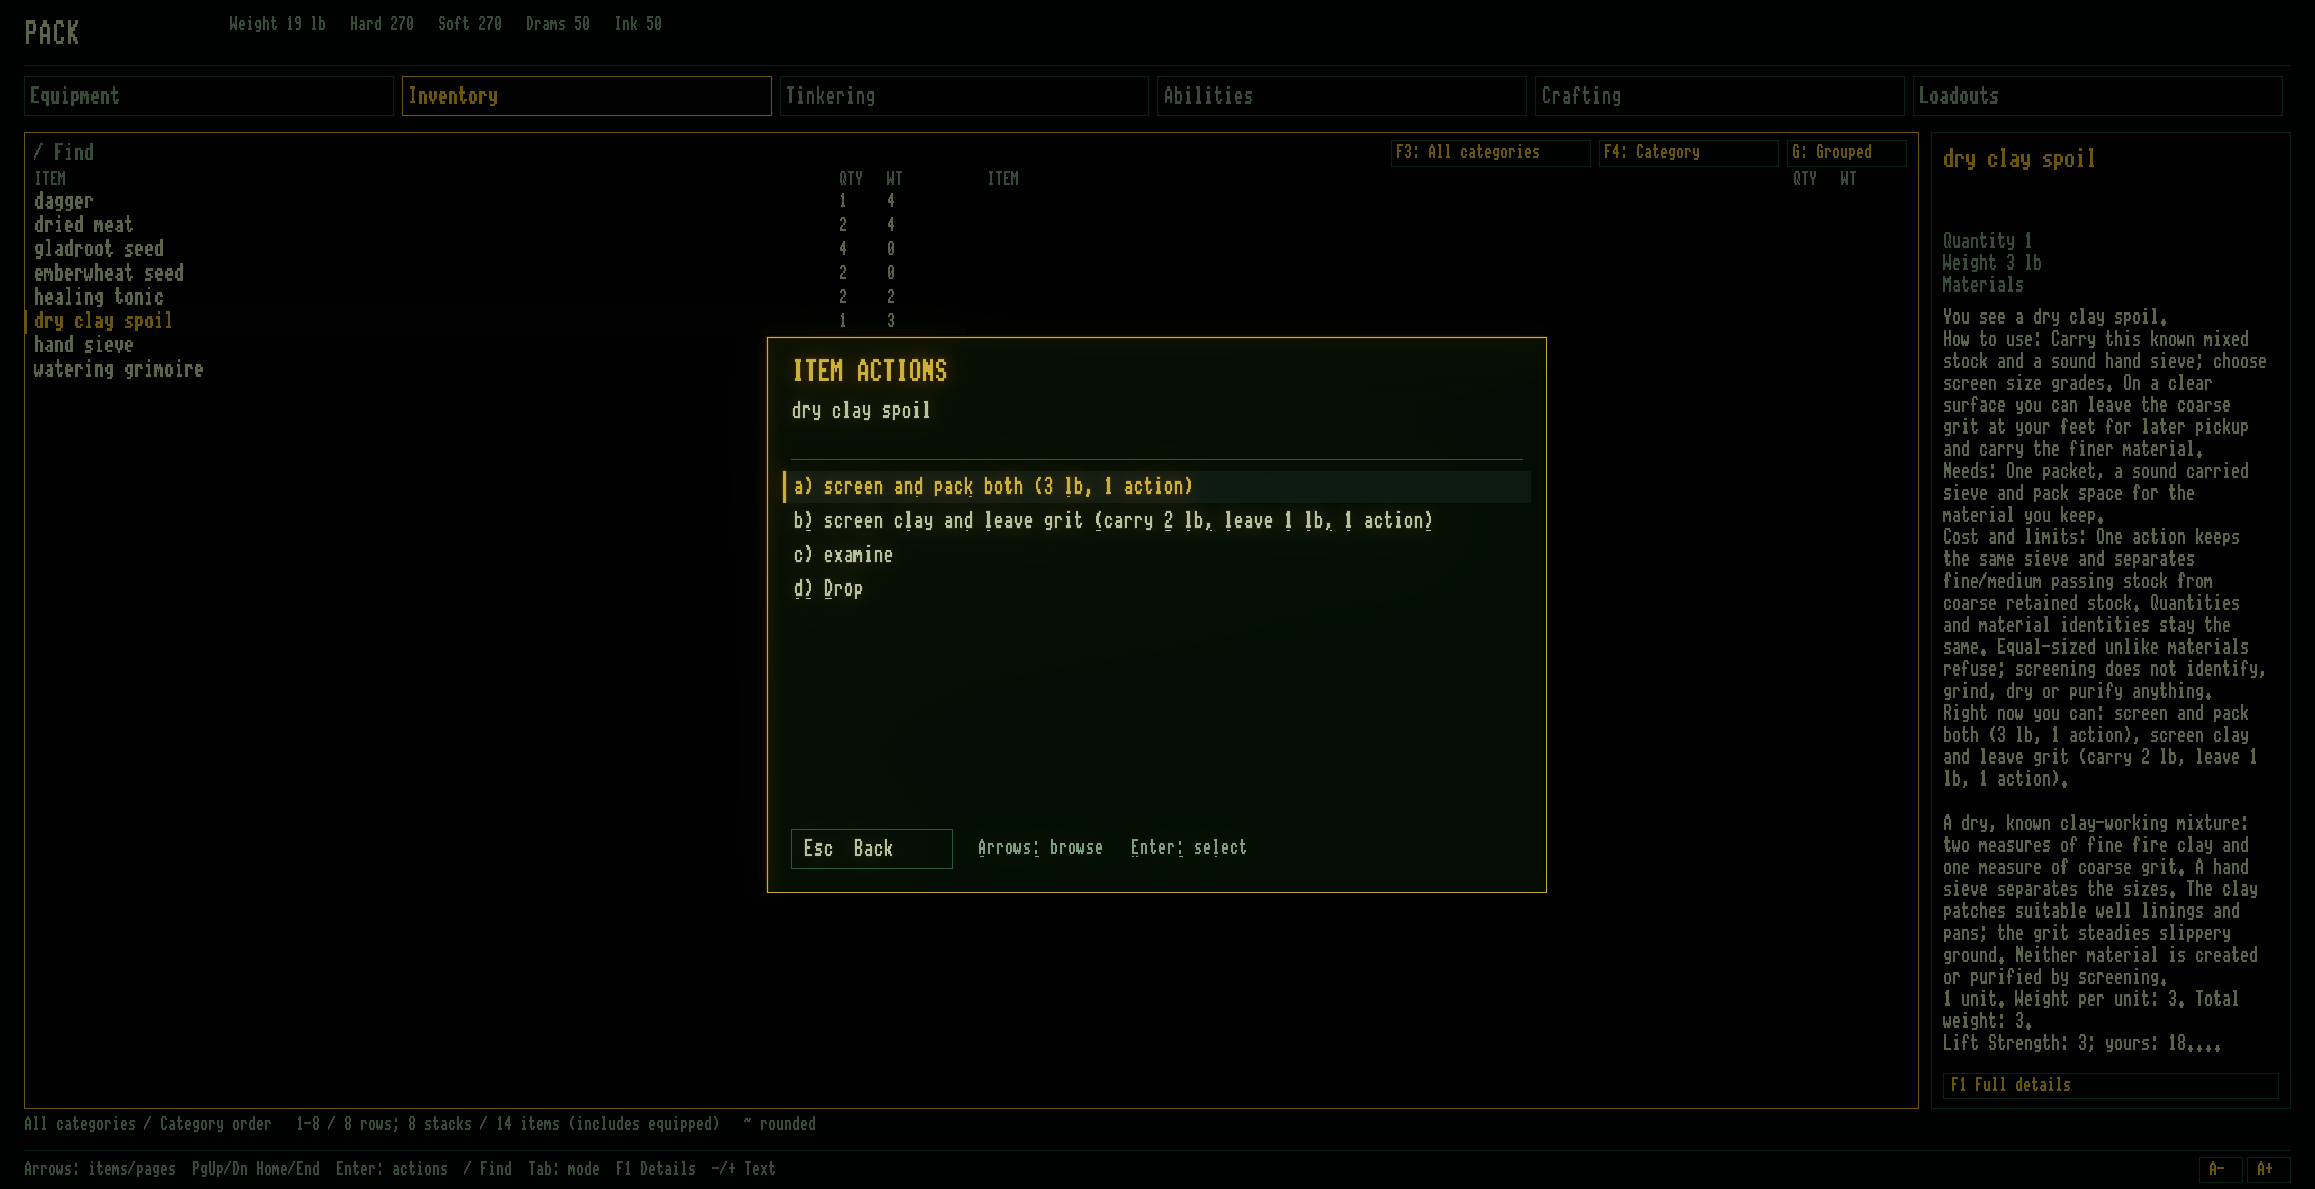 PACK
Weight 19 lb   Hard 270   Soft 270   Drams 50   Ink 50
Equipment   Inventory   Tinkering   Abilities   Crafting   Loadouts
/ Find   F3: All categories   F4: Category   G: Grouped
ITEM   QTY   WT   ITEM   QTY   WT
dagger   1   4
dried meat   2   4
gladroot seed   4   0
emberwheat seed   2   0
healing tonic   2   2
dry clay spoil   1   3
hand sieve
watering grimoire
ITEM ACTIONS
dry clay spoil
a) screen and pack both (3 lb, 1 action)
b) screen clay and leave grit (carry 2 lb, leave 1 lb, 1 action)
c) examine
d) Drop
Esc   Back   Arrows: browse   Enter: select
dry clay spoil
Quantity 1
Weight 3 lb
Materials
You see a dry clay spoil.
How to use: Carry this known mixed
stock and a sound hand sieve; choose
screen size grades. On a clear
surface you can leave the coarse
grit at your feet for later pickup
and carry the finer material.
Needs: One packet, a sound carried
sieve and pack space for the
material you keep.
Cost and limits: One action keeps
the same sieve and separates
fine/medium passing stock from
coarse retained stock. Quantities
and material identities stay the
same. Equal-sized unlike materials
refuse; screening does not identify,
grind, dry or purify anything.
Right now you can: screen and pack
both (3 lb, 1 action), screen clay
and leave grit (carry 2 lb, leave 1
lb, 1 action).
A dry, known clay-working mixture:
two measures of fine fire clay and
one measure of coarse grit. A hand
sieve separates the sizes. The clay
patches suitable well linings and
pans; the grit steadies slippery
ground. Neither material is created
or purified by screening.
1 unit. Weight per unit: 3. Total
weight: 3.
Lift Strength: 3; yours: 18....
F1 Full details
All categories / Category order   1-8 / 8 rows; 8 stacks / 14 items (includes equipped)   ~ rounded
Arrows: items/pages   PgUp/Dn Home/End   Enter: actions   / Find   Tab: mode   F1 Details   -/+ Text   A-   A+